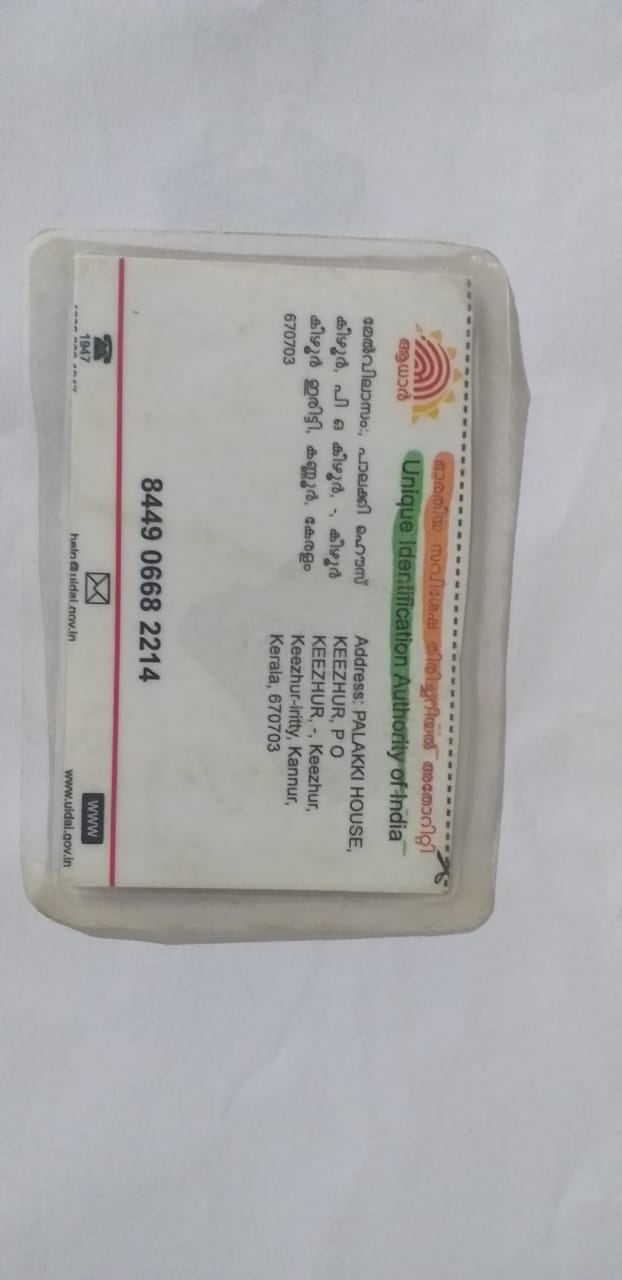 ഭാരതീയ സവിശേഷ തിരിച്ചറിയൽ അതോറിറ്റി
Unique Identification Authority of India
ആധാർ
മേൽവിലാസം:, പാലക്കി ഹൌസ്
കീഴൂർ, പി ഒ കീഴൂർ, -, കീഴൂർ
കീഴൂർ ഇരിട്ടി, കണ്ണൂർ, കേരളം
670703
Address: PALAKKI HOUSE,
KEEZHUR, P O
KEEZHUR, -, Keezhur,
Keezhur-iritty, Kannur,
Kerala, 670703
8449 0668 2214
1947
help@uidai.gov.in
WWW
www.uidai.gov.in